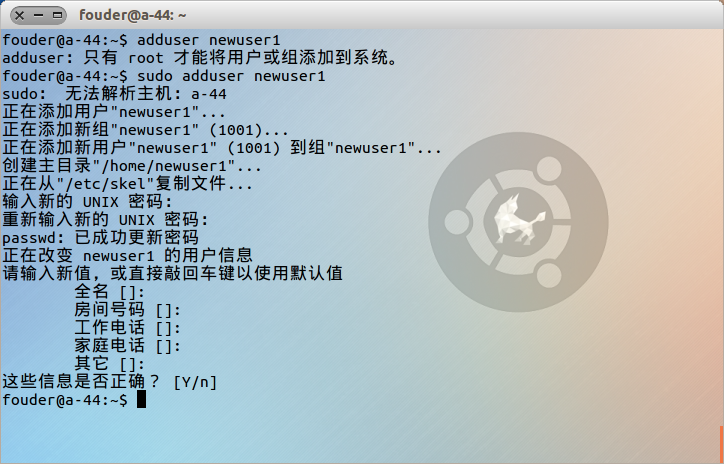 fouder@a-44: ~
fouder@a-44:~$ adduser newuser1
adduser: 只有 root 才能将用户或组添加到系统。
fouder@a-44:~$ sudo adduser newuser1
sudo:  无法解析主机: a-44
正在添加用户"newuser1"...
正在添加新组"newuser1" (1001)...
正在添加新用户"newuser1" (1001) 到组"newuser1"...
创建主目录"/home/newuser1"...
正在从"/etc/skel"复制文件...
输入新的 UNIX 密码:
重新输入新的 UNIX 密码:
passwd: 已成功更新密码
正在改变 newuser1 的用户信息
请输入新值，或直接敲回车键以使用默认值
        全名 []:
        房间号码 []:
        工作电话 []:
        家庭电话 []:
        其它 []:
这些信息是否正确？ [Y/n]
fouder@a-44:~$